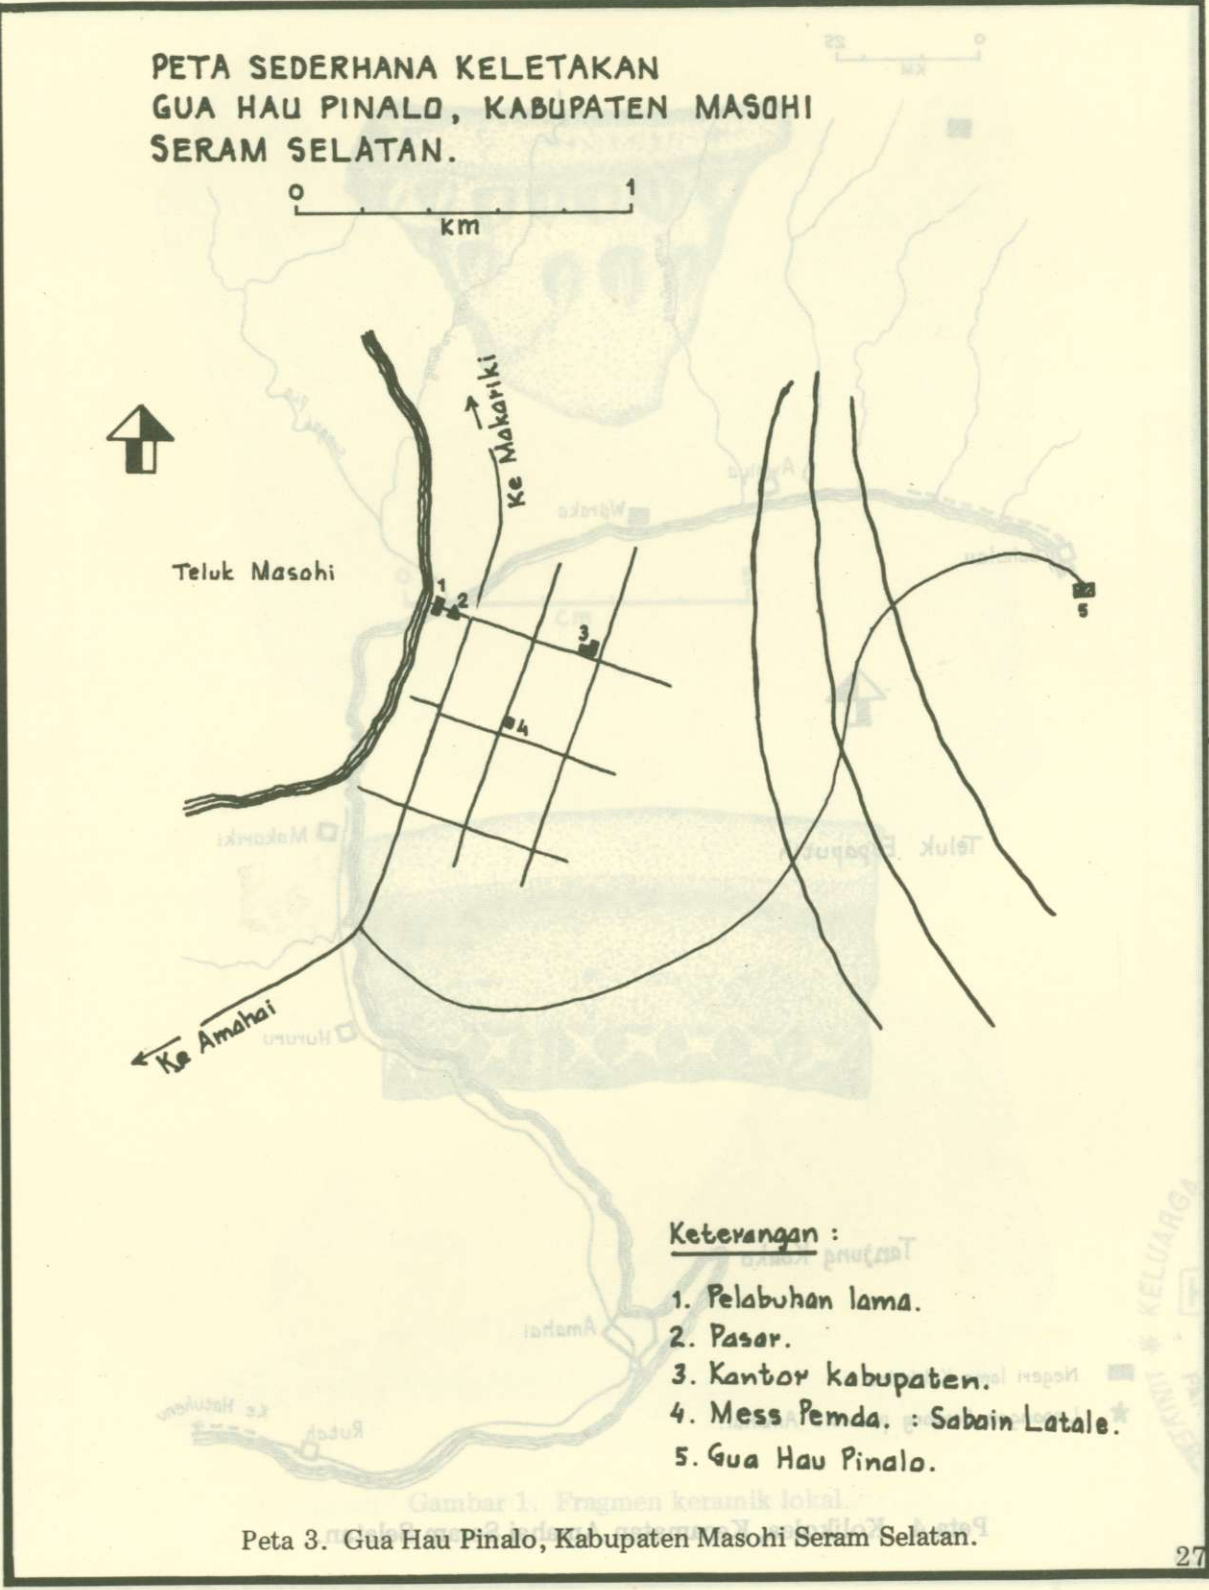 PETA SEDERHANA KELETAKAN
GUA HAU PINALO, KABUPATEN MASOHI
SERAM SELATAN.
0 1
KM
Ke Makariki
Teluk Masohi
1
2
3
4
5
Ke Amahai
Keterangan :
1. Pelabuhan lama.
2. Pasar.
3. Kantor kabupaten.
4. Mess Pemda. : Sabain Latale.
5. Gua Hau Pinalo.
Peta 3. Gua Hau Pinalo, Kabupaten Masohi Seram Selatan.
27